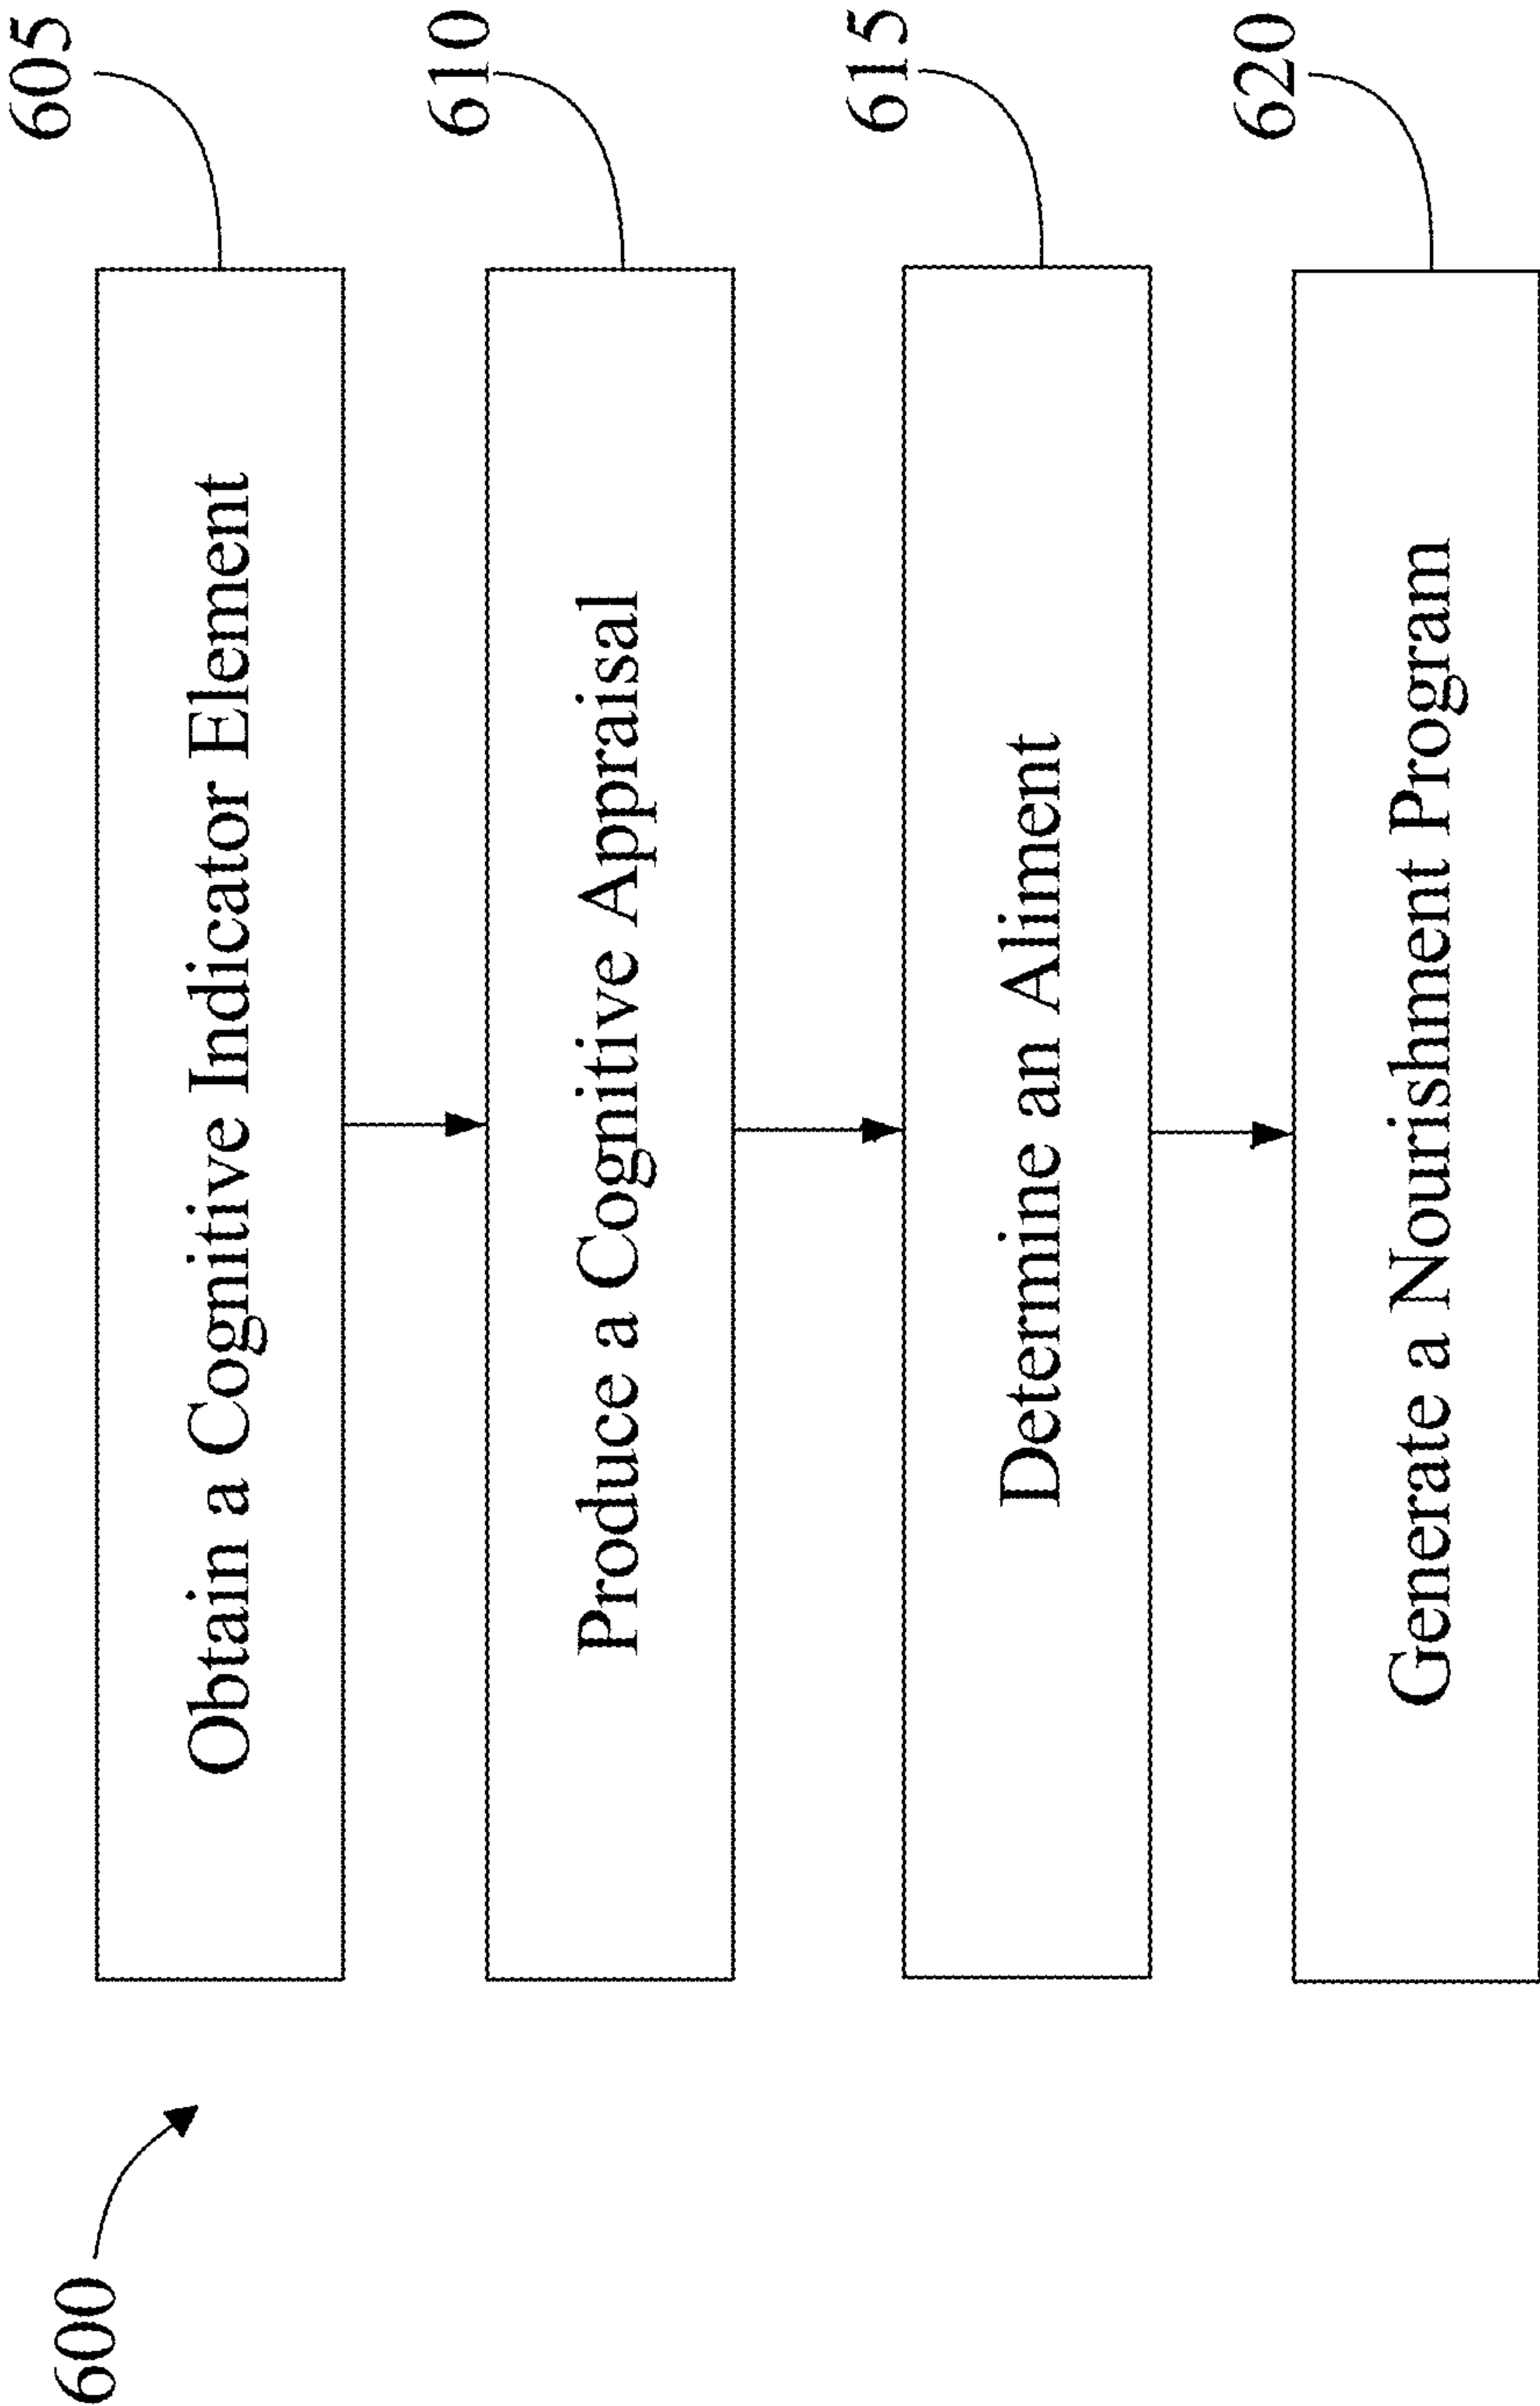 600
Obtain a Cognitive Indicator Element
605
Produce a Cognitive Appraisal
610
Determine an Aliment
615
Generate a Nourishment Program
620